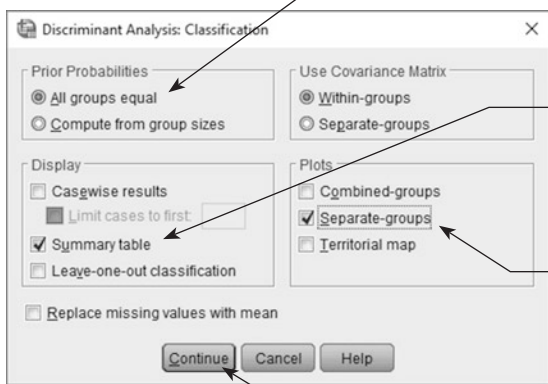 Discriminant Analysis: Classification
Prior Probabilities
All groups equal
Compute from group sizes
Use Covariance Matrix
Within-groups
Separate-groups
Display
Casewise results
Limit cases to first:
Summary table
Leave-one-out classification
Plots
Combined-groups
Separate-groups
Territorial map
Replace missing values with mean
Continue
Cancel
Help